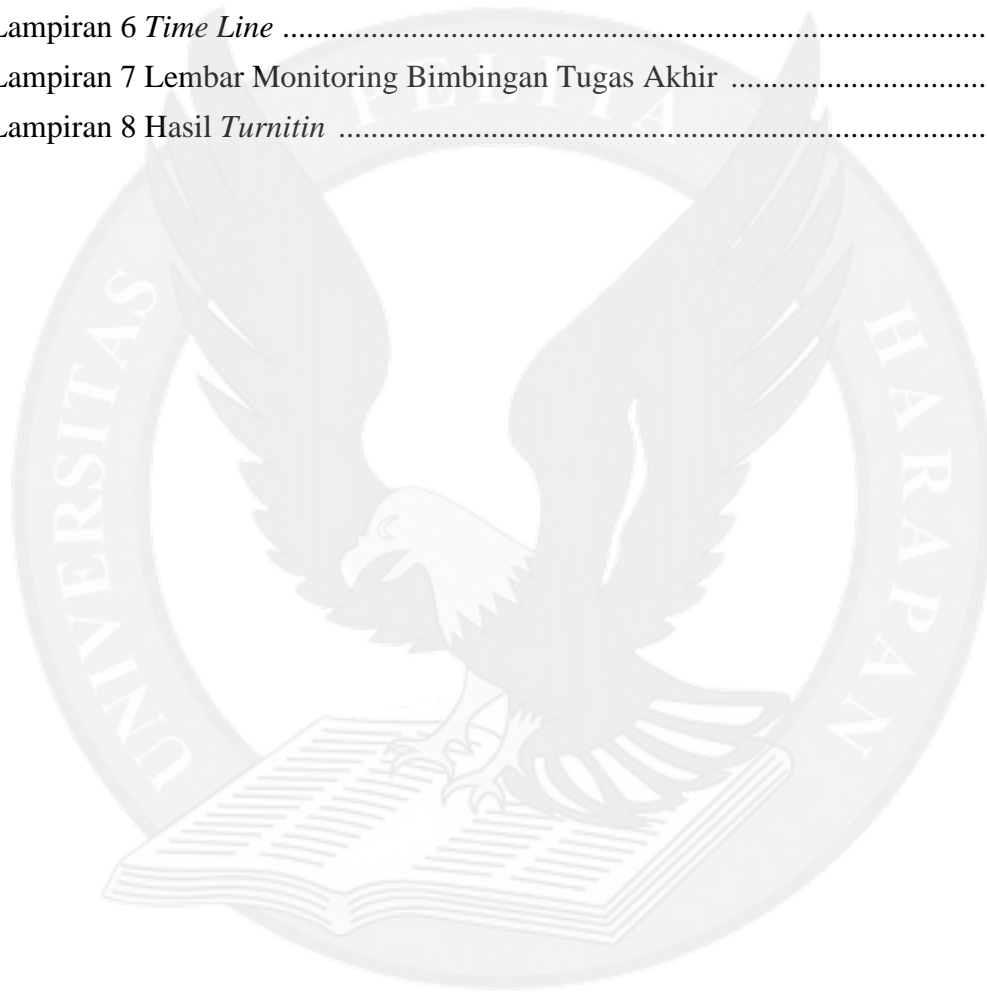 Lampiran 6 Time Line ....................................................................................................
Lampiran 7 Lembar Monitoring Bimbingan Tugas Akhir ................................
Lampiran 8 Hasil Turnitin ...........................................................................................
UNIVERSITAS PELITA HARAPAN